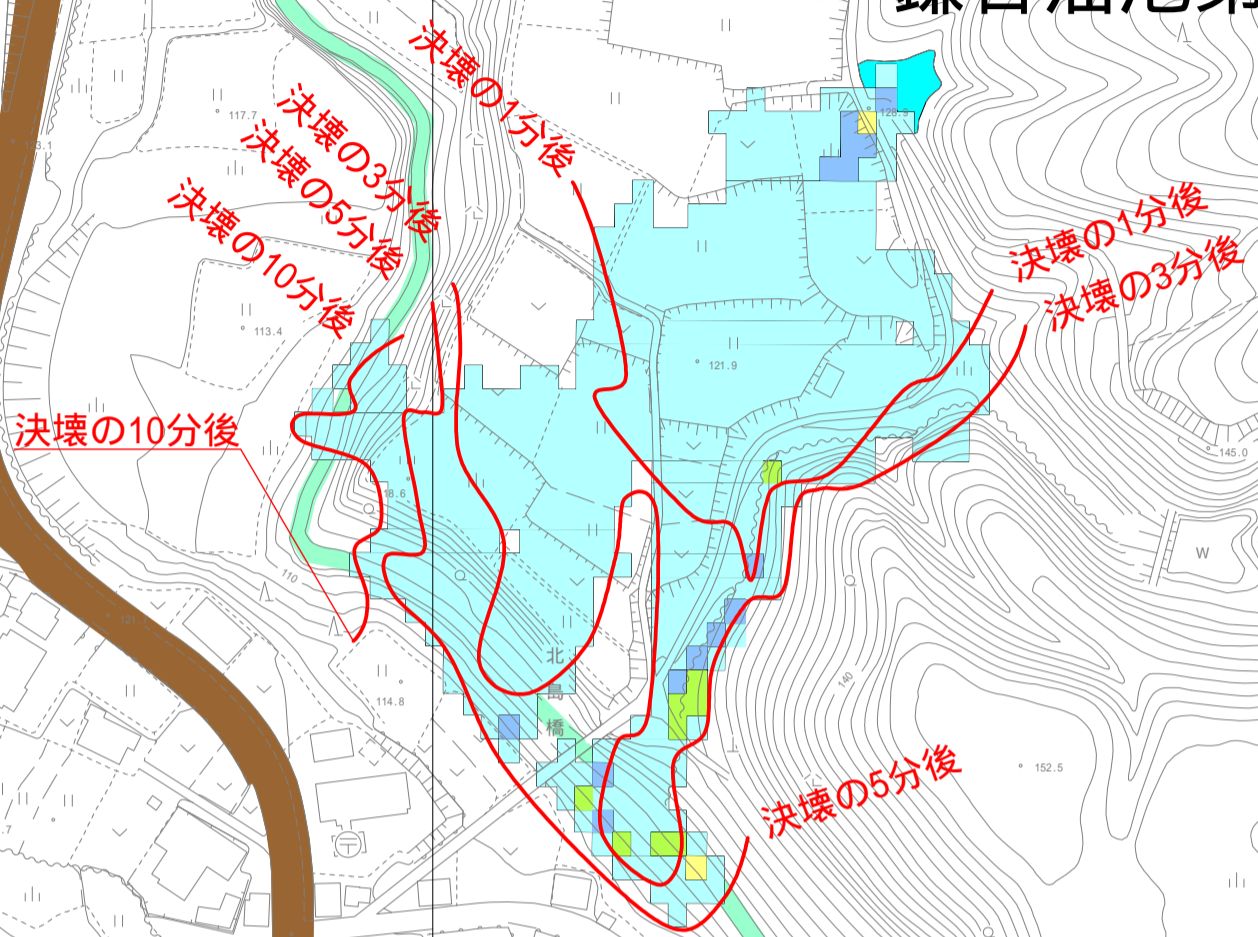 決壊の1分後
決壊の3分後
決壊の5分後
決壊の10分後
決壊の1分後
決壊の3分後
決壊の10分後
決壊の5分後
117.7
113.4
128.9
121.9
145.0
W
110
140
114.8
152.5
北島橋